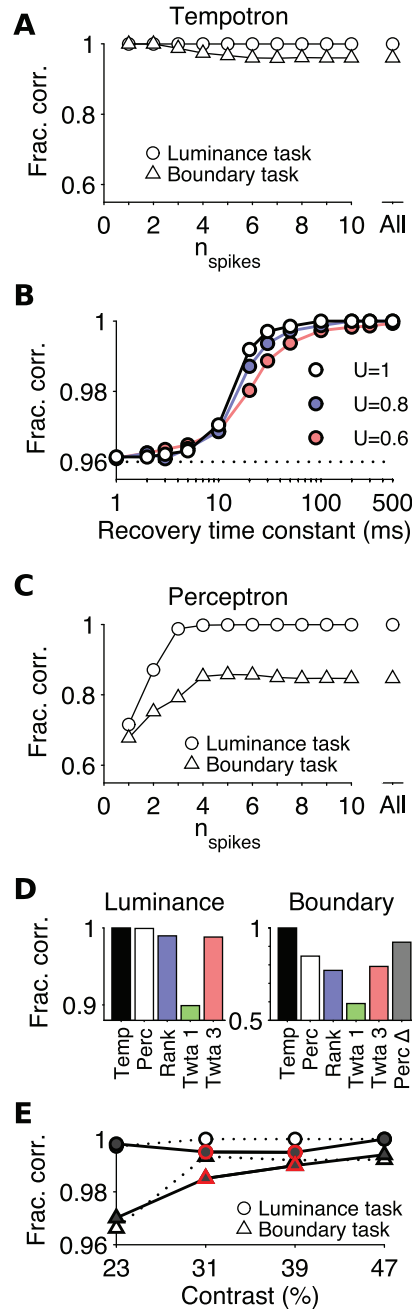 A
Tempotron
Frac. corr.
1
0.8
0.6
Luminance task
Boundary task
0 2 4 6 8 10 All
n spikes
B
Frac. corr.
1
0.98
0.96
U=1
U=0.8
U=0.6
1 10 100 500
Recovery time constant (ms)
C
Perceptron
Frac. corr.
1
0.8
0.6
Luminance task
Boundary task
0 2 4 6 8 10 All
n spikes
D
Luminance
Frac. corr.
1
0.9
Temp
Perc
Rank
Twta 1
Twta 3
Boundary
1
0.5
Temp
Perc
Rank
Twta 1
Twta 3
Perc Δ
E
Frac. corr.
1
0.98
0.96
Luminance task
Boundary task
23 31 39 47
Contrast (%)